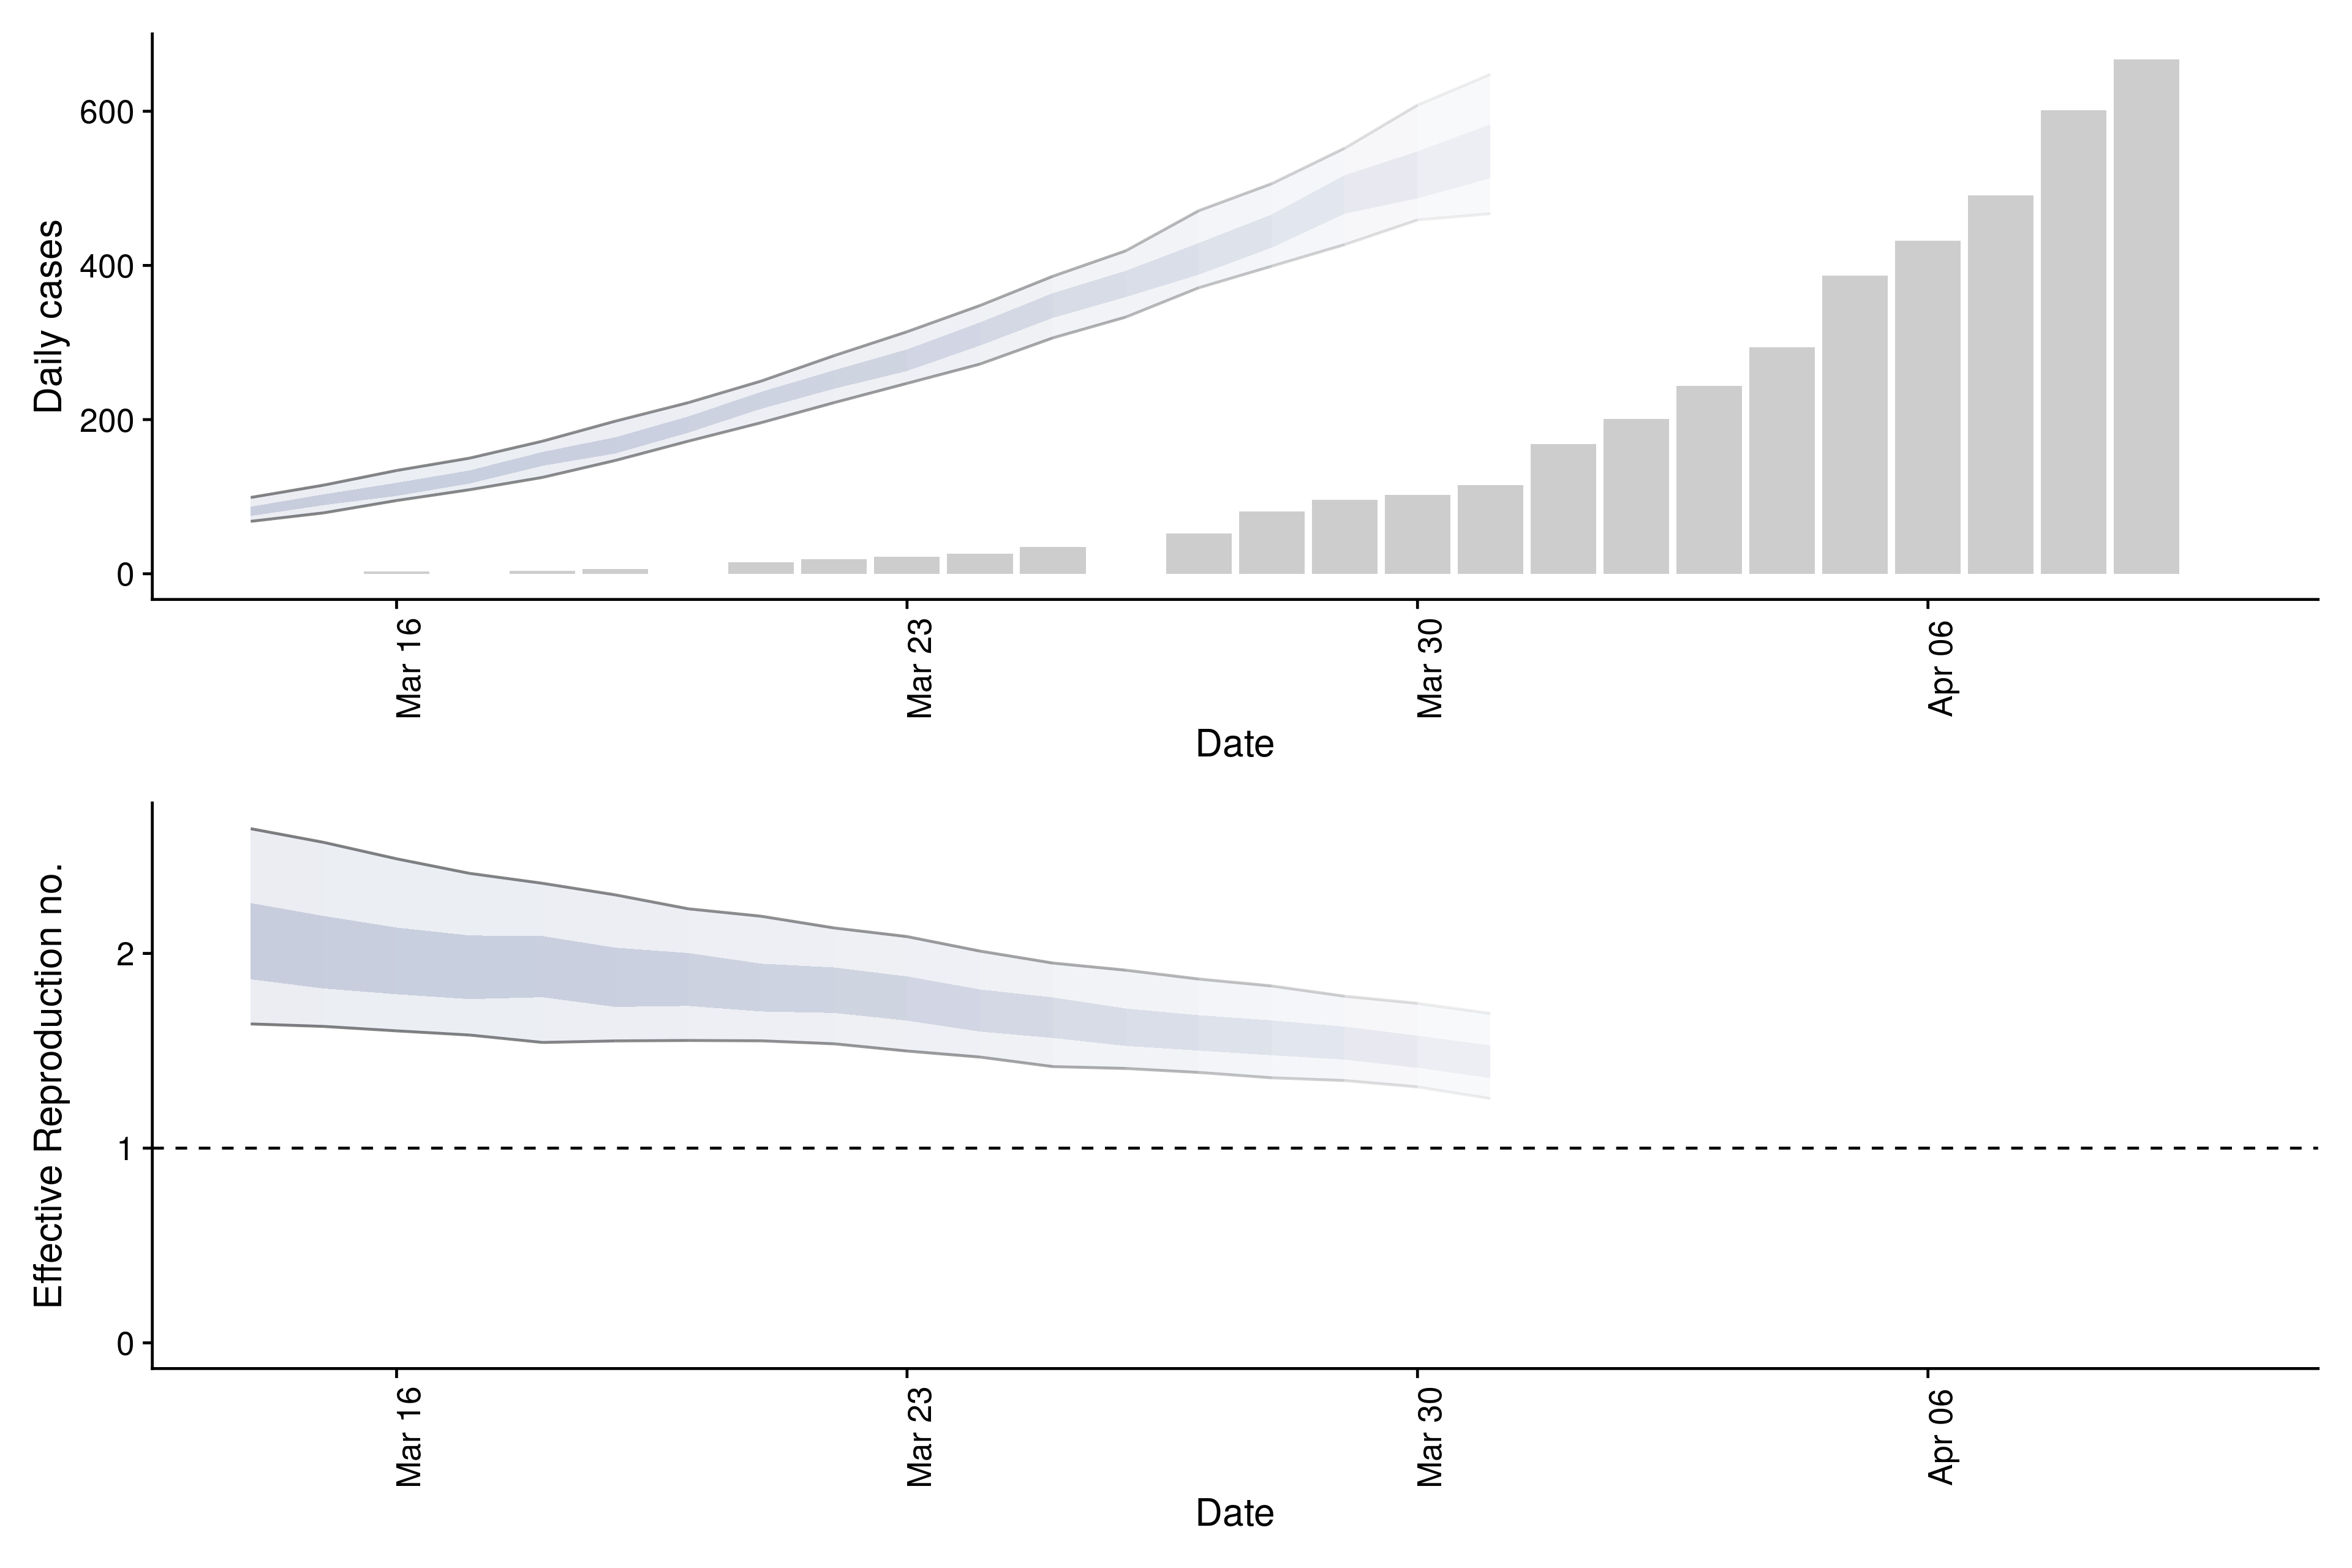 Daily cases
600
400
200
0
Mar 16
Mar 23
Mar 30
Apr 06
Date
Effective Reproduction no.
2
1
0
Mar 16
Mar 23
Mar 30
Apr 06
Date